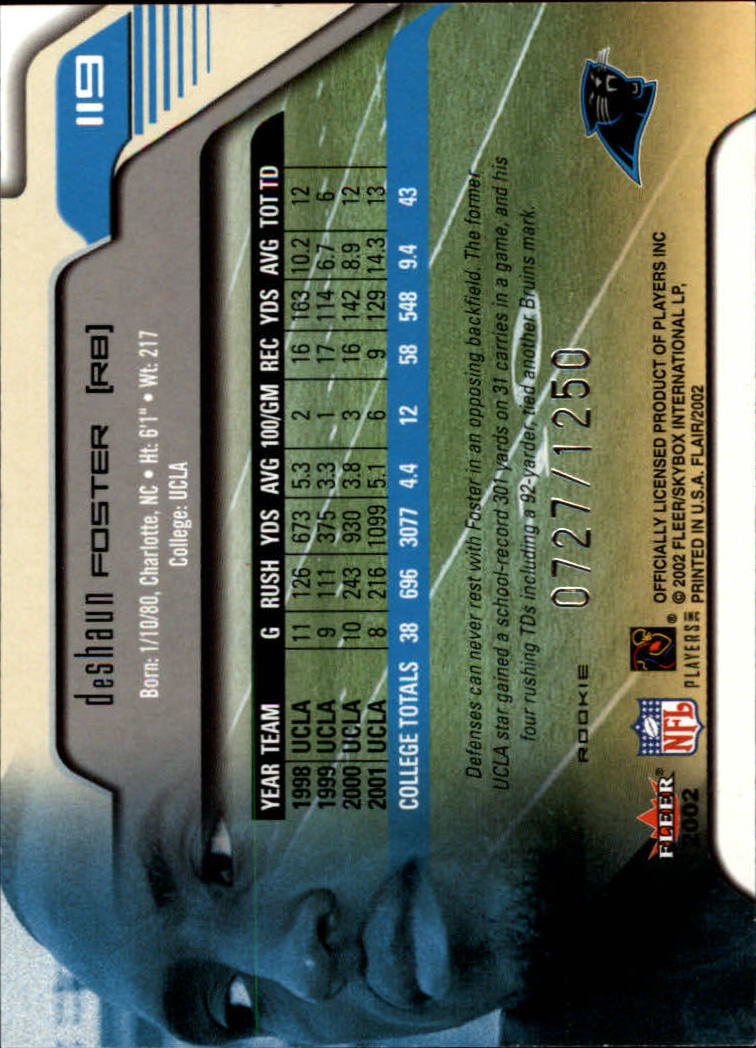 119
deshaun FOSTER [RB]
Born: 1/10/80, Charlotte, NC • Ht: 6'1" • Wt: 217
College: UCLA
YEAR TEAM G RUSH YDS AVG 100/GM REC YDS AVG TOT TD
1998 UCLA 11 126 673 5.3 2 16 163 10.2 12
1999 UCLA 9 111 375 3.3 1 17 114 6.7 6
2000 UCLA 10 243 930 3.8 3 16 142 8.9 12
2001 UCLA 8 216 1099 5.1 6 9 129 14.3 13
COLLEGE TOTALS 38 696 3077 4.4 12 58 548 9.4 43
Defenses can never rest with Foster in an opposing backfield. The former
UCLA star gained a school-record 301 yards on 31 carries in a game, and his
four rushing TDs including a 92-yarder, tied another Bruins mark.
ROOKIE 0727/1250
FLEER®
2002
NFL
PLAYERS INC
®
OFFICIALLY LICENSED PRODUCT OF PLAYERS INC
© 2002 FLEER/SKYBOX INTERNATIONAL LP,
PRINTED IN U.S.A. FLAIR/2002